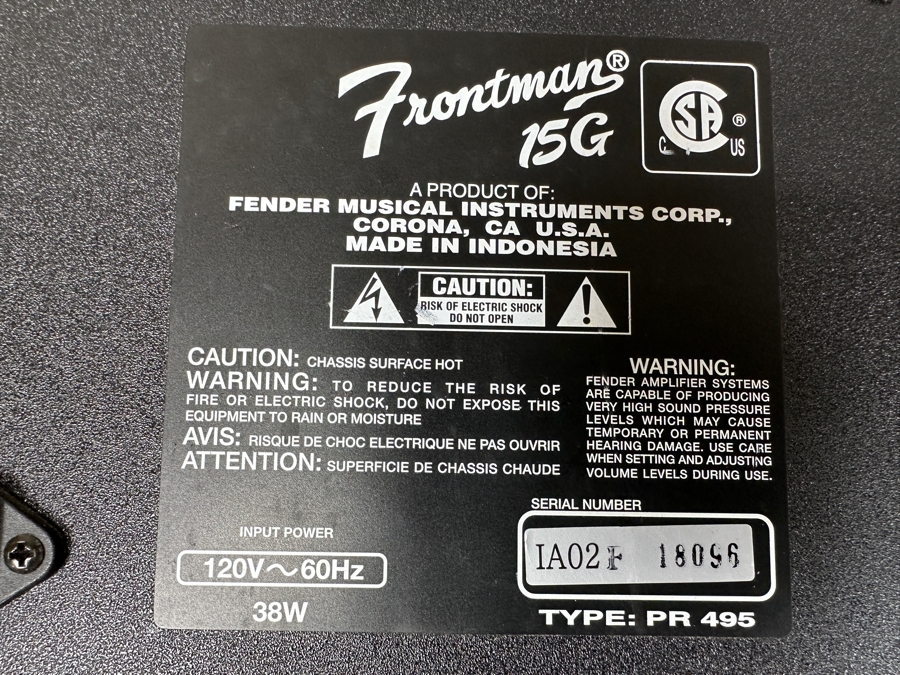 Frontman®
15G
CSA®
C US
A PRODUCT OF:
FENDER MUSICAL INSTRUMENTS CORP.,
CORONA, CA U.S.A.
MADE IN INDONESIA
CAUTION:
RISK OF ELECTRIC SHOCK
DO NOT OPEN
CAUTION: CHASSIS SURFACE HOT
WARNING: TO REDUCE THE RISK OF
FIRE OR ELECTRIC SHOCK, DO NOT EXPOSE THIS
EQUIPMENT TO RAIN OR MOISTURE
AVIS: RISQUE DE CHOC ELECTRIQUE NE PAS OUVRIR
ATTENTION: SUPERFICIE DE CHASSIS CHAUDE
WARNING:
FENDER AMPLIFIER SYSTEMS
ARE CAPABLE OF PRODUCING
VERY HIGH SOUND PRESSURE
LEVELS WHICH MAY CAUSE
TEMPORARY OR PERMANENT
HEARING DAMAGE. USE CARE
WHEN SETTING AND ADJUSTING
VOLUME LEVELS DURING USE.
INPUT POWER
120V~60Hz
38W
SERIAL NUMBER
IA02F 18096
TYPE: PR 495